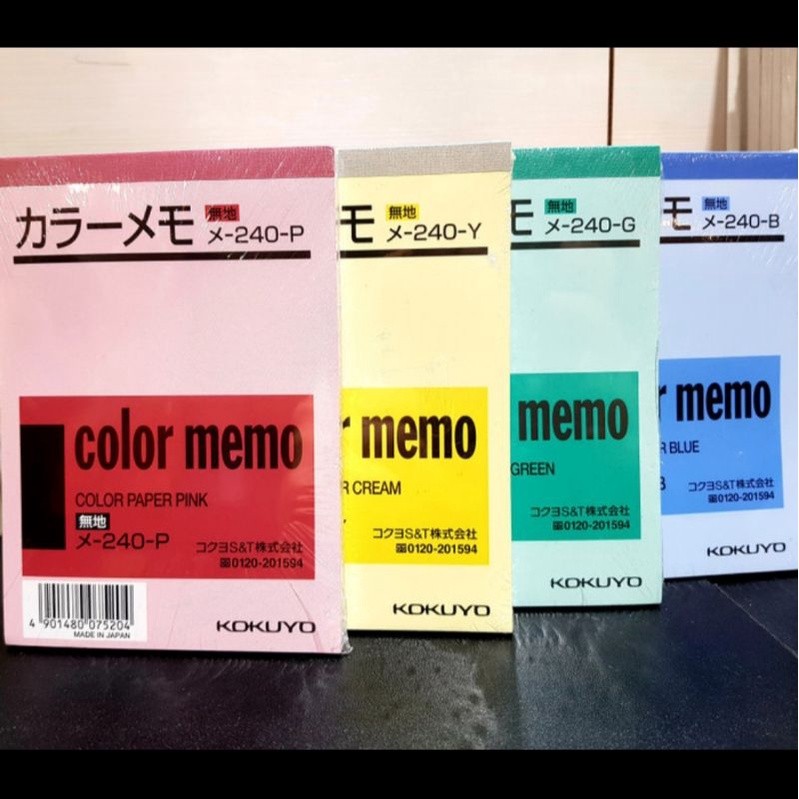 カラーメモ 無地
メ-240-P
color memo
COLOR PAPER PINK
無地
メ-240-P
コクヨS&T株式会社
0120-201594
4 901480 075204
MADE IN JAPAN
KOKUYO
モ 無地
メ-240-Y
memo
CREAM
コクヨS&T株式会社
0120-201594
KOKUYO
無地
メ-240-G
memo
GREEN
コクヨS&T株式会社
0120-201594
KOKUYO
モ 無地
メ-240-B
r memo
R BLUE
B
コクヨS&T株式会社
0120-201594
KOKUYO